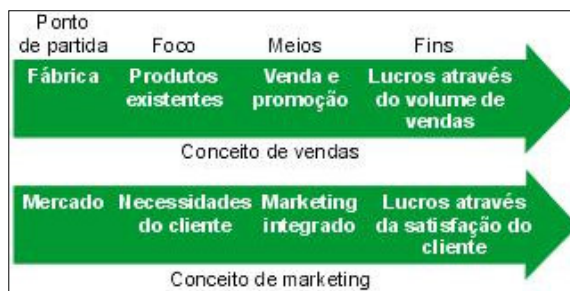 Ponto
de partida Foco Meios Fins
Fábrica Produtos Venda e Lucros através
existentes promoção do volume de
vendas
Conceito de vendas
Mercado Necessidades Marketing Lucros através
do cliente integrado da satisfação do
cliente
Conceito de marketing